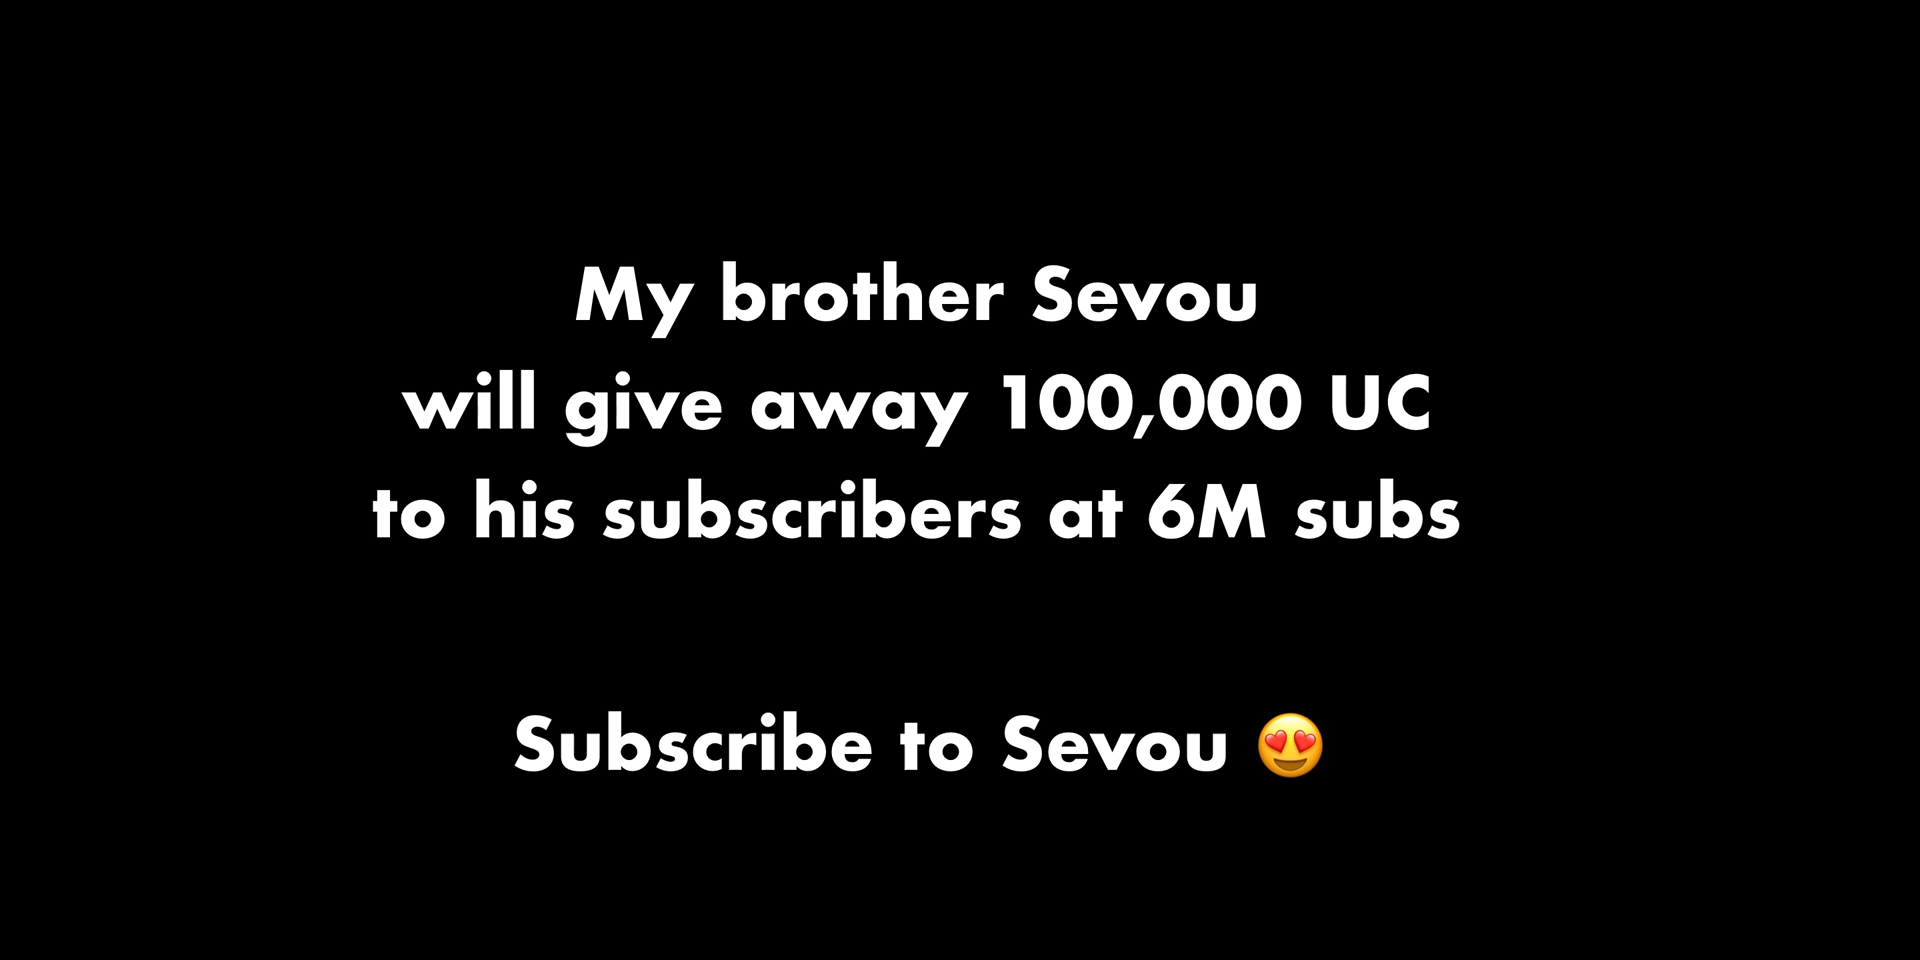 My brother Sevou
will give away 100,000 UC
to his subscribers at 6M subs
Subscribe to Sevou 😍